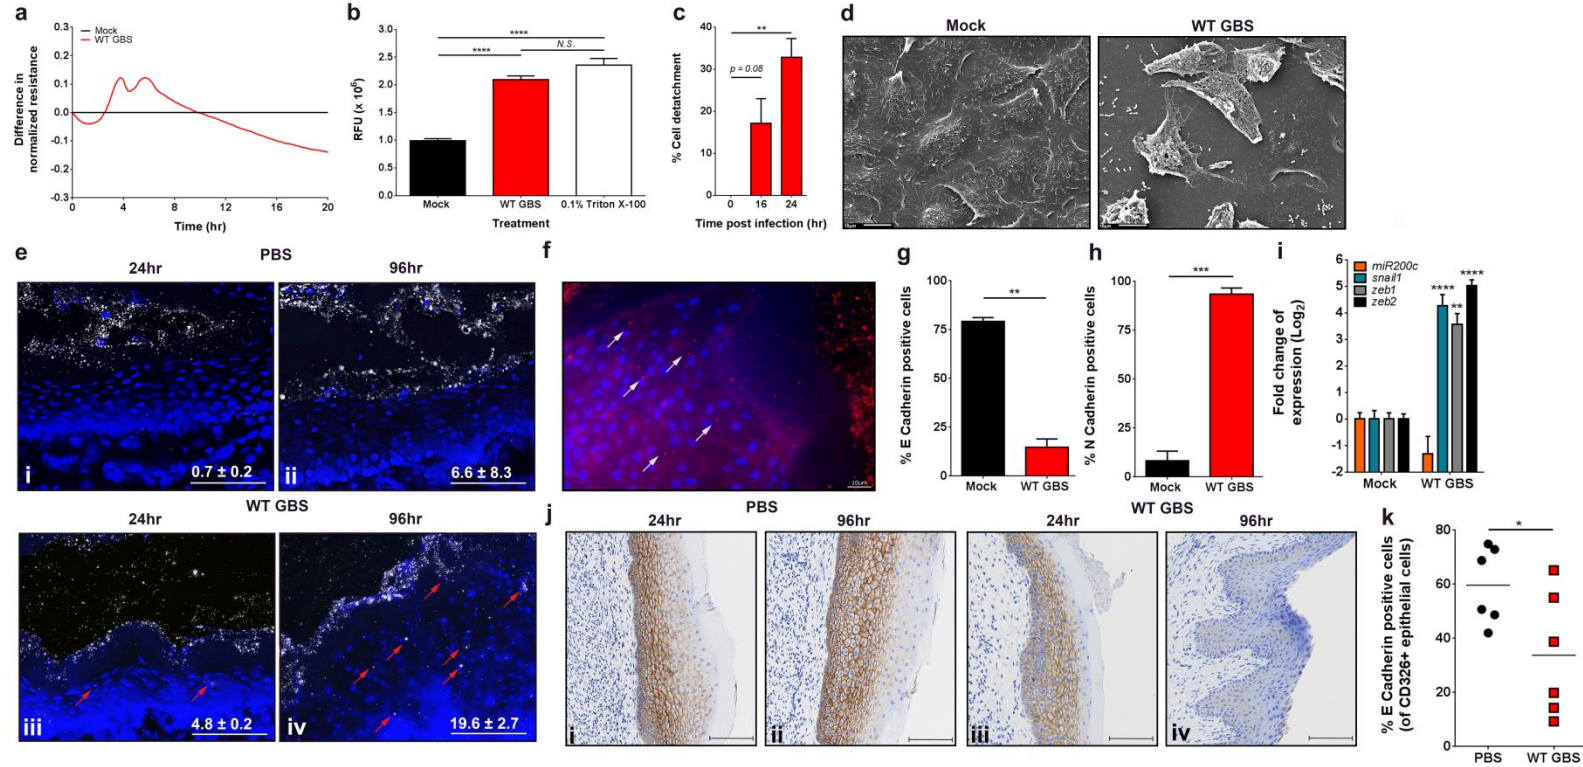 a
Mock
WT GBS
Difference in
normalized resistance
0.3
0.2
0.1
0.0
-0.1
-0.2
-0.3
0 4 8 12 16 20
Time (hr)
b
****
****
N.S.
RFU (x 10⁶)
3.0
2.5
2.0
1.5
1.0
0.5
0.0
Mock WT GBS 0.1% Triton X-100
Treatment
c
**
p = 0.08
% Cell detatchment
40
30
20
10
0
0 16 24
Time post infection (hr)
d
Mock
WT GBS
10µm
e
PBS
24hr 96hr
i
0.7 ± 0.2
ii
6.6 ± 8.3
WT GBS
24hr 96hr
iii
4.8 ± 0.2
iv
19.6 ± 2.7
f
10µm
g
**
% E Cadherin positive cells
100
75
50
25
0
Mock WT GBS
h
***
% N Cadherin positive cells
100
75
50
25
0
Mock WT GBS
i
miR200c
snail1
zeb1
zeb2
**** ** ****
Fold change of
expression (Log₂)
6
5
4
3
2
1
0
-1
-2
Mock WT GBS
j
PBS
24hr 96hr
WT GBS
24hr 96hr
i
ii
iii
iv
k
*
% E Cadherin positive cells
(of CD326+ epithelial cells)
80
60
40
20
0
PBS WT GBS